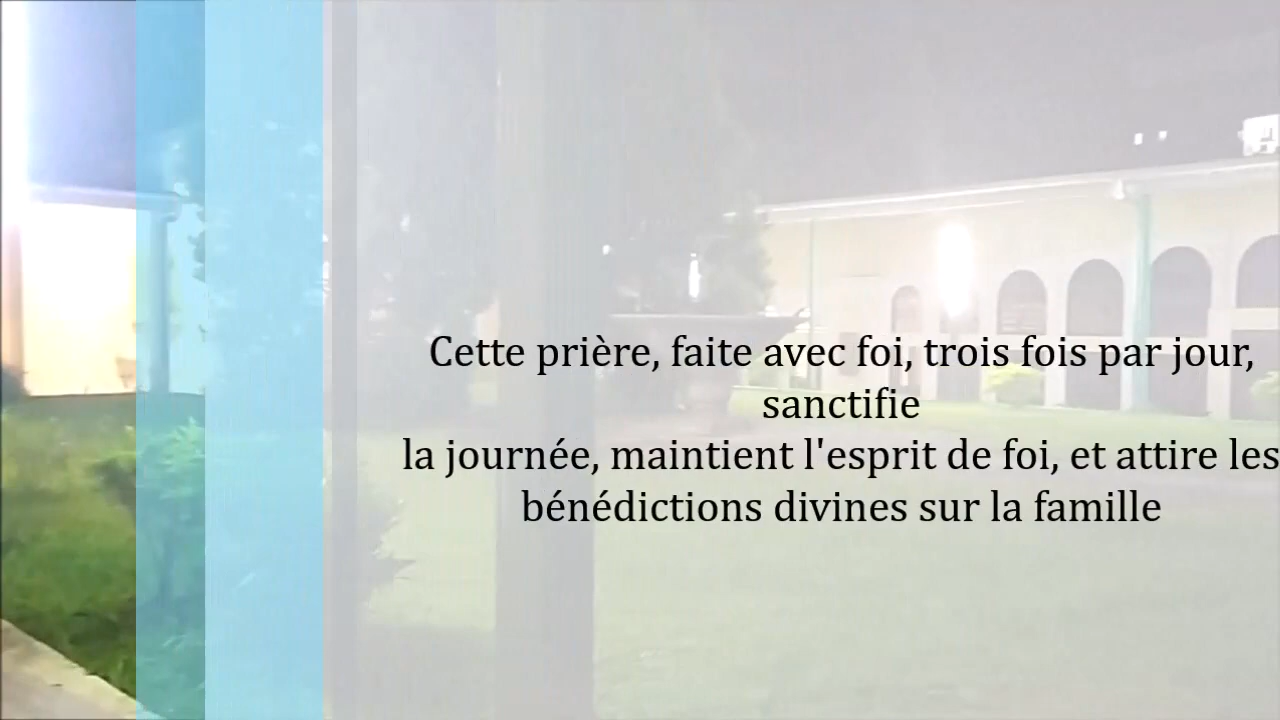 Cette prière, faite avec foi, trois fois par jour,
sanctifie
la journée, maintient l'esprit de foi, et attire les
bénédictions divines sur la famille